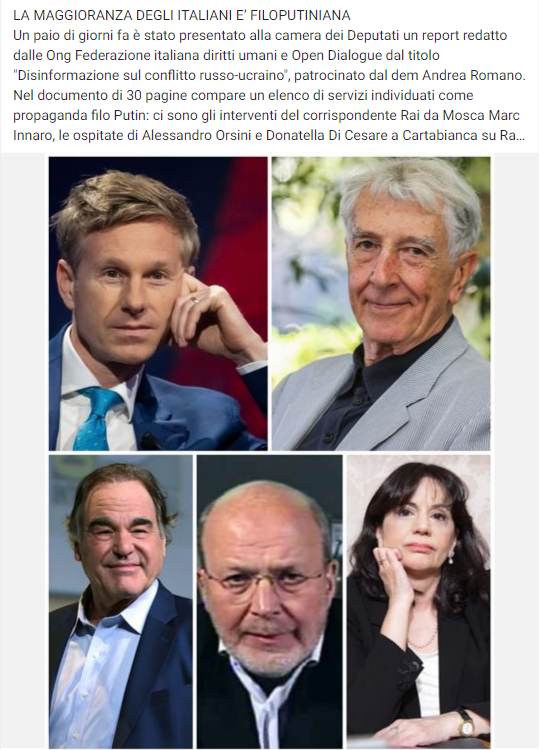 LA MAGGIORANZA DEGLI ITALIANI E’ FILOPUTINIANA
Un paio di giorni fa è stato presentato alla camera dei Deputati un report redatto
dalle Ong Federazione italiana diritti umani e Open Dialogue dal titolo
"Disinformazione sul conflitto russo-ucraino", patrocinato dal dem Andrea Romano.
Nel documento di 30 pagine compare un elenco di servizi individuati come
propaganda filo Putin: ci sono gli interventi del corrispondente Rai da Mosca Marc
Innaro, le ospitate di Alessandro Orsini e Donatella Di Cesare a Cartabianca su Ra...